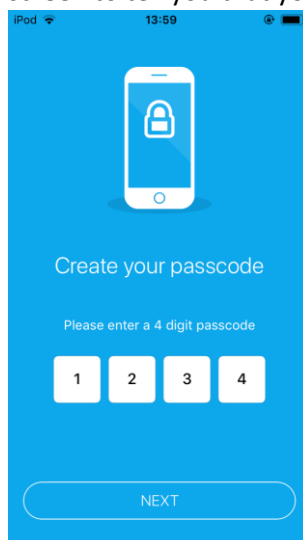 iPod 13:59
Create your passcode
Please enter a 4 digit passcode
1 2 3 4
NEXT